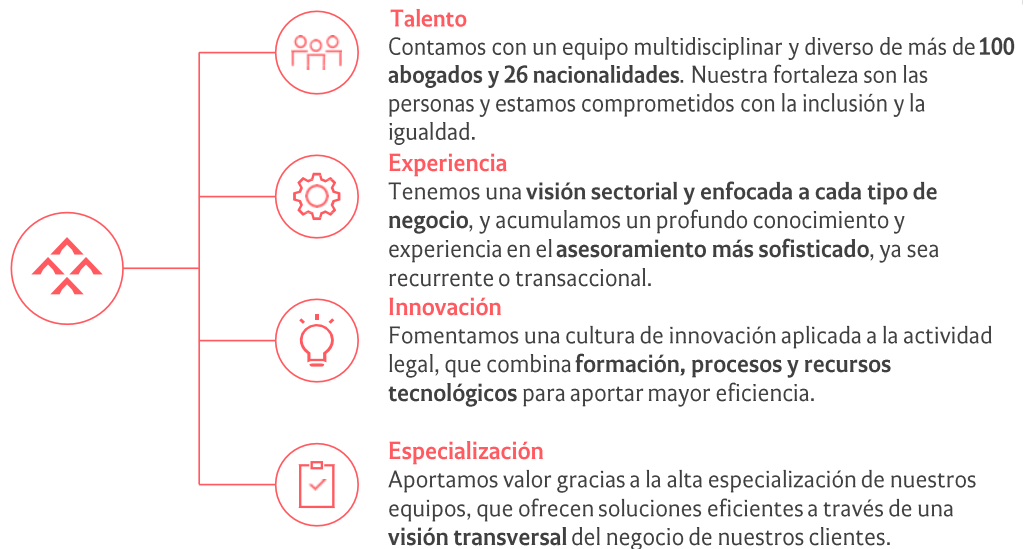 Talento
Contamos con un equipo multidisciplinar y diverso de más de 100
abogados y 26 nacionalidades. Nuestra fortaleza son las
personas y estamos comprometidos con la inclusión y la
igualdad.
Experiencia
Tenemos una visión sectorial y enfocada a cada tipo de
negocio, y acumulamos un profundo conocimiento y
experiencia en el asesoramiento más sofisticado, ya sea
recurrente o transaccional.
Innovación
Fomentamos una cultura de innovación aplicada a la actividad
legal, que combina formación, procesos y recursos
tecnológicos para aportar mayor eficiencia.
Especialización
Aportamos valor gracias a la alta especialización de nuestros
equipos, que ofrecen soluciones eficientes a través de una
visión transversal del negocio de nuestros clientes.